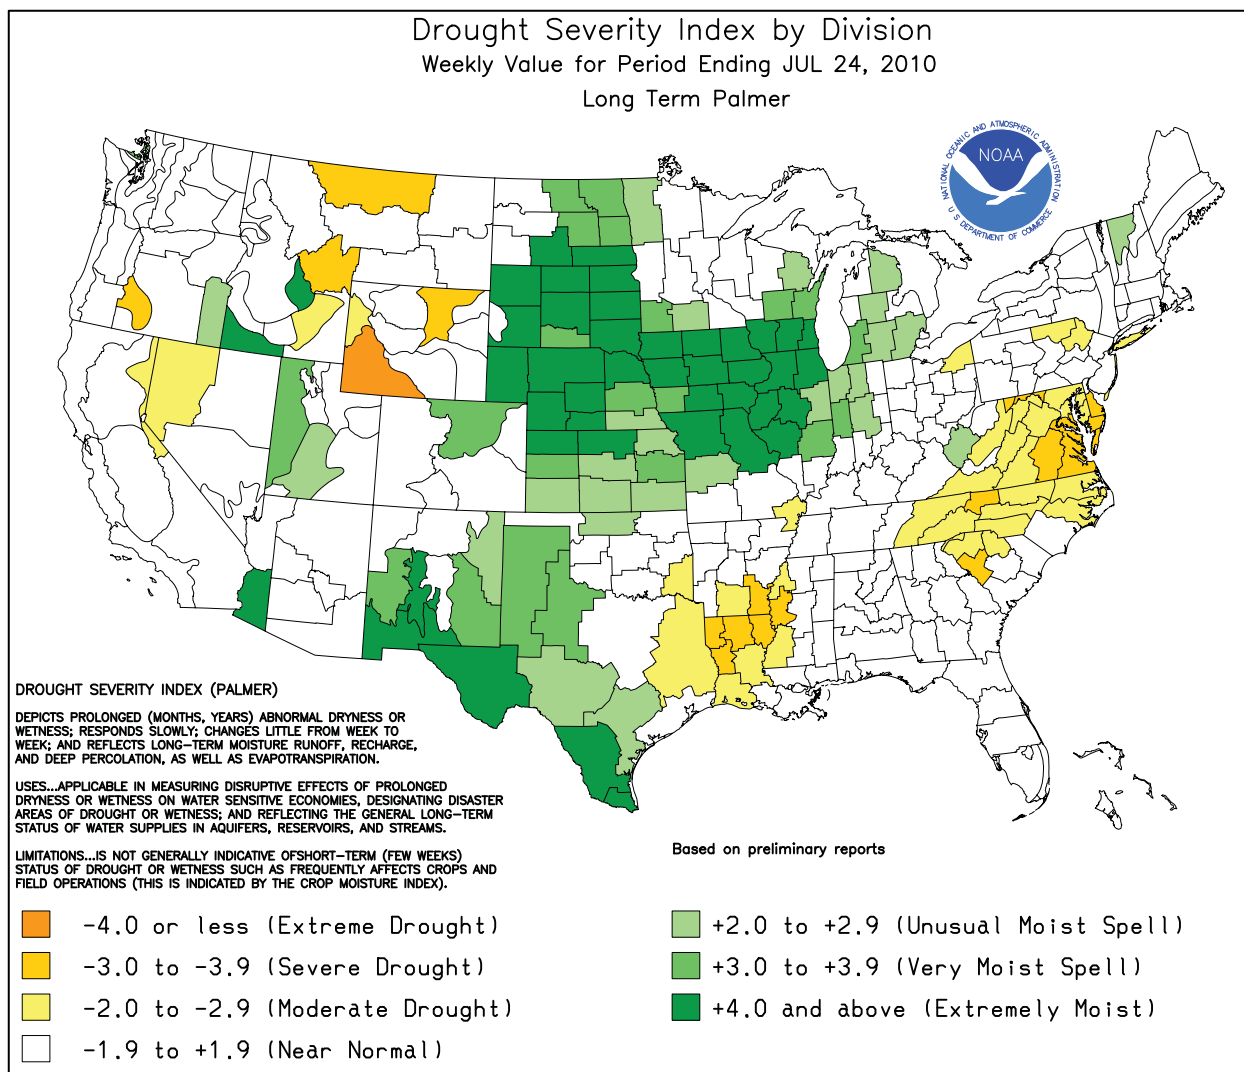 Drought Severity Index by Division
Weekly Value for Period Ending JUL 24, 2010
Long Term Palmer
NATIONAL OCEANIC AND ATMOSPHERIC ADMINISTRATION
NOAA
U S DEPARTMENT OF COMMERCE
DROUGHT SEVERITY INDEX (PALMER)
DEPICTS PROLONGED (MONTHS, YEARS) ABNORMAL DRYNESS OR
WETNESS; RESPONDS SLOWLY; CHANGES LITTLE FROM WEEK TO
WEEK; AND REFLECTS LONG-TERM MOISTURE RUNOFF, RECHARGE,
AND DEEP PERCOLATION, AS WELL AS EVAPOTRANSPIRATION.
USES...APPLICABLE IN MEASURING DISRUPTIVE EFFECTS OF PROLONGED
DRYNESS OR WETNESS ON WATER SENSITIVE ECONOMIES, DESIGNATING DISASTER
AREAS OF DROUGHT OR WETNESS; AND REFLECTING THE GENERAL LONG-TERM
STATUS OF WATER SUPPLIES IN AQUIFERS, RESERVOIRS, AND STREAMS.
LIMITATIONS...IS NOT GENERALLY INDICATIVE OFSHORT-TERM (FEW WEEKS)
STATUS OF DROUGHT OR WETNESS SUCH AS FREQUENTLY AFFECTS CROPS AND
FIELD OPERATIONS (THIS IS INDICATED BY THE CROP MOISTURE INDEX).
Based on preliminary reports
-4.0 or less (Extreme Drought)
-3.0 to -3.9 (Severe Drought)
-2.0 to -2.9 (Moderate Drought)
-1.9 to +1.9 (Near Normal)
+2.0 to +2.9 (Unusual Moist Spell)
+3.0 to +3.9 (Very Moist Spell)
+4.0 and above (Extremely Moist)